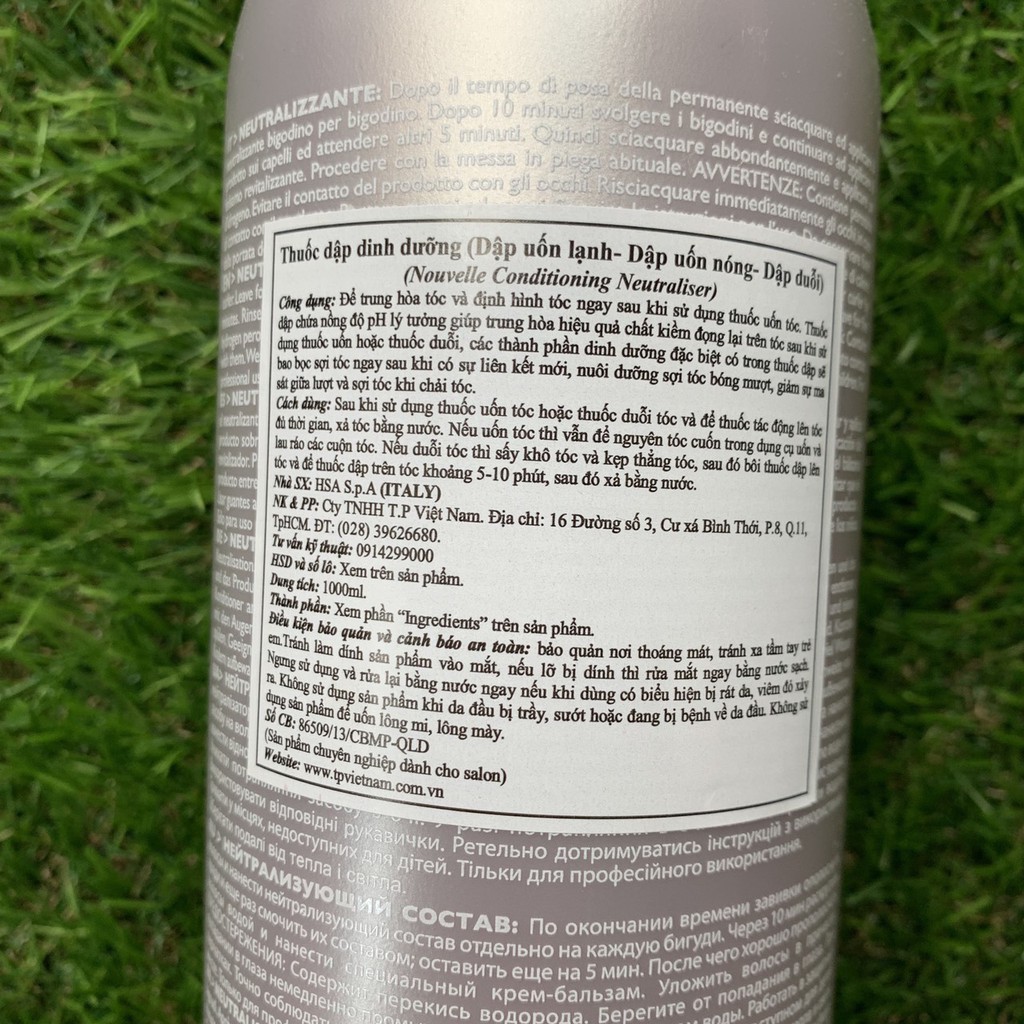 > NEUTRALIZZANTE: Dopo il tempo di posa della permanente sciacquare ed
bigodino per bigodino. Dopo 10 minuti svolgere i bigodini e continuare ad
sui capelli ed attendere altri 5 minuti. Quindi sciacquare abbondantemente e
revitalizzante. Procedere con la messa in piega abituale. AVVERTENZE: Contiene
Evitare il contatto del prodotto con gli occhi. Risciacquare immediatamente gli occhi
Thuốc dập dinh dưỡng (Dập uốn lạnh- Dập uốn nóng- Dập duỗi)
(Nouvelle Conditioning Neutraliser)
Công dụng: Để trung hòa tóc và định hình tóc ngay sau khi sử dụng thuốc uốn tóc. Thuốc
dập chứa nồng độ pH lý tưởng giúp trung hòa hiệu quả chất kiềm đọng lại trên tóc sau khi sử
dụng thuốc uốn hoặc thuốc duỗi, các thành phần dinh dưỡng đặc biệt có trong thuốc dập sẽ
bao bọc sợi tóc ngay sau khi có sự liên kết mới, nuôi dưỡng sợi tóc bóng mượt, giảm sự ma
sát giữa lượt và sợi tóc khi chải tóc.
Cách dùng: Sau khi sử dụng thuốc uốn tóc hoặc thuốc duỗi tóc và để thuốc tác động lên tóc
đủ thời gian, xả tóc bằng nước. Nếu uốn tóc thì vẫn để nguyên tóc cuốn trong dụng cụ uốn và
lau ráo các cuộn tóc. Nếu duỗi tóc thì sấy khô tóc và kẹp thẳng tóc, sau đó bôi thuốc dập lên
tóc và để thuốc dập trên tóc khoảng 5-10 phút, sau đó xả bằng nước.
Nhà SX: HSA S.p.A (ITALY)
NK & PP: Cty TNHH T.P Việt Nam. Địa chỉ: 16 Đường số 3, Cư xá Bình Thới, P.8, Q.11,
TpHCM. ĐT: (028) 39626680.
Tư vấn kỹ thuật: 0914299000
HSD và số lô: Xem trên sản phẩm.
Dung tích: 1000ml.
Thành phần: Xem phần “Ingredients” trên sản phẩm.
Điều kiện bảo quản và cảnh báo an toàn: bảo quản nơi thoáng mát, tránh xa tầm tay trẻ
em.Tránh làm dính sản phẩm vào mắt, nếu lỡ bị dính thì rửa mắt ngay bằng nước sạch.
Ngưng sử dụng và rửa lại bằng nước ngay nếu khi dùng có biểu hiện bị rát da, viêm đỏ xảy
ra. Không sử dụng sản phẩm khi da đầu bị trầy, sướt hoặc đang bị bệnh về da đầu. Không sử
dụng sản phẩm để uốn lông mi, lông mày.
Số CB: 86509/13/CBMP-QLD
(Sản phẩm chuyên nghiệp dành cho salon)
Website: www.tpvietnam.com.vn
відповідні рукавички. Ретельно дотримуватись інструкцій з
у місцях, недоступних для дітей. Тільки для професійного використання.
подалі від тепла і світла.
> НЕЙТРАЛИЗУЮЩИЙ СОСТАВ: По окончании времени завивки
и нанести нейтрализующий состав отдельно на каждую бигуди. Через 10 мин
еще раз смочить их составом; оставить еще на 5 мин. После чего хорошо
водой и нанести специальный крем-бальзам. Уложить волосы в
Содержит перекись водорода. Берегите от попадания в
в глаза немедленно воды. Работать в
Точно